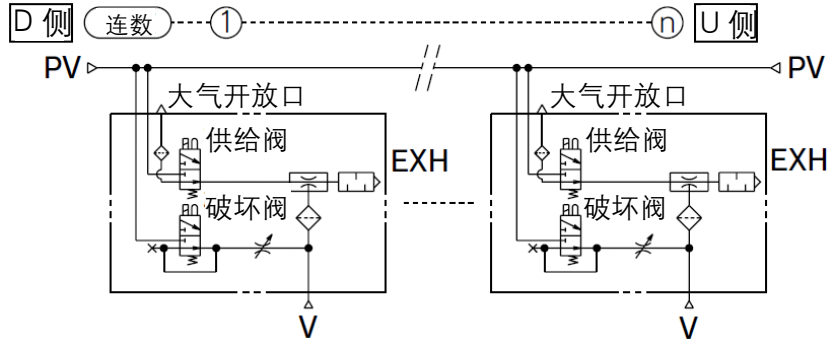 D 侧 连数 1 n U 侧
PV PV
大气开放口 大气开放口
供给阀 EXH 供给阀 EXH
破坏阀 破坏阀
V V